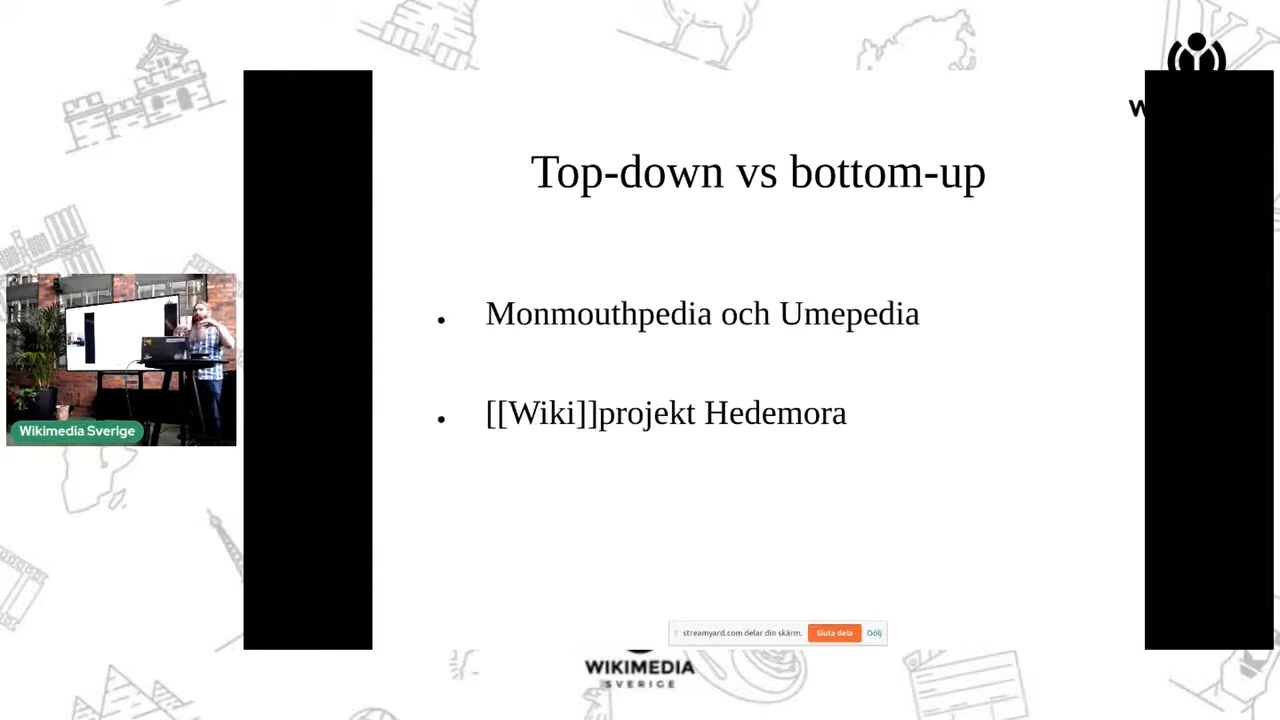 Top-down vs bottom-up
• Monmouthpedia och Umepedia
• [[Wiki]]projekt Hedemora
Wikimedia Sverige
streamyard.com delar din skärm. Sluta dela Dölj
WIKIMEDIA
SVERIGE
W